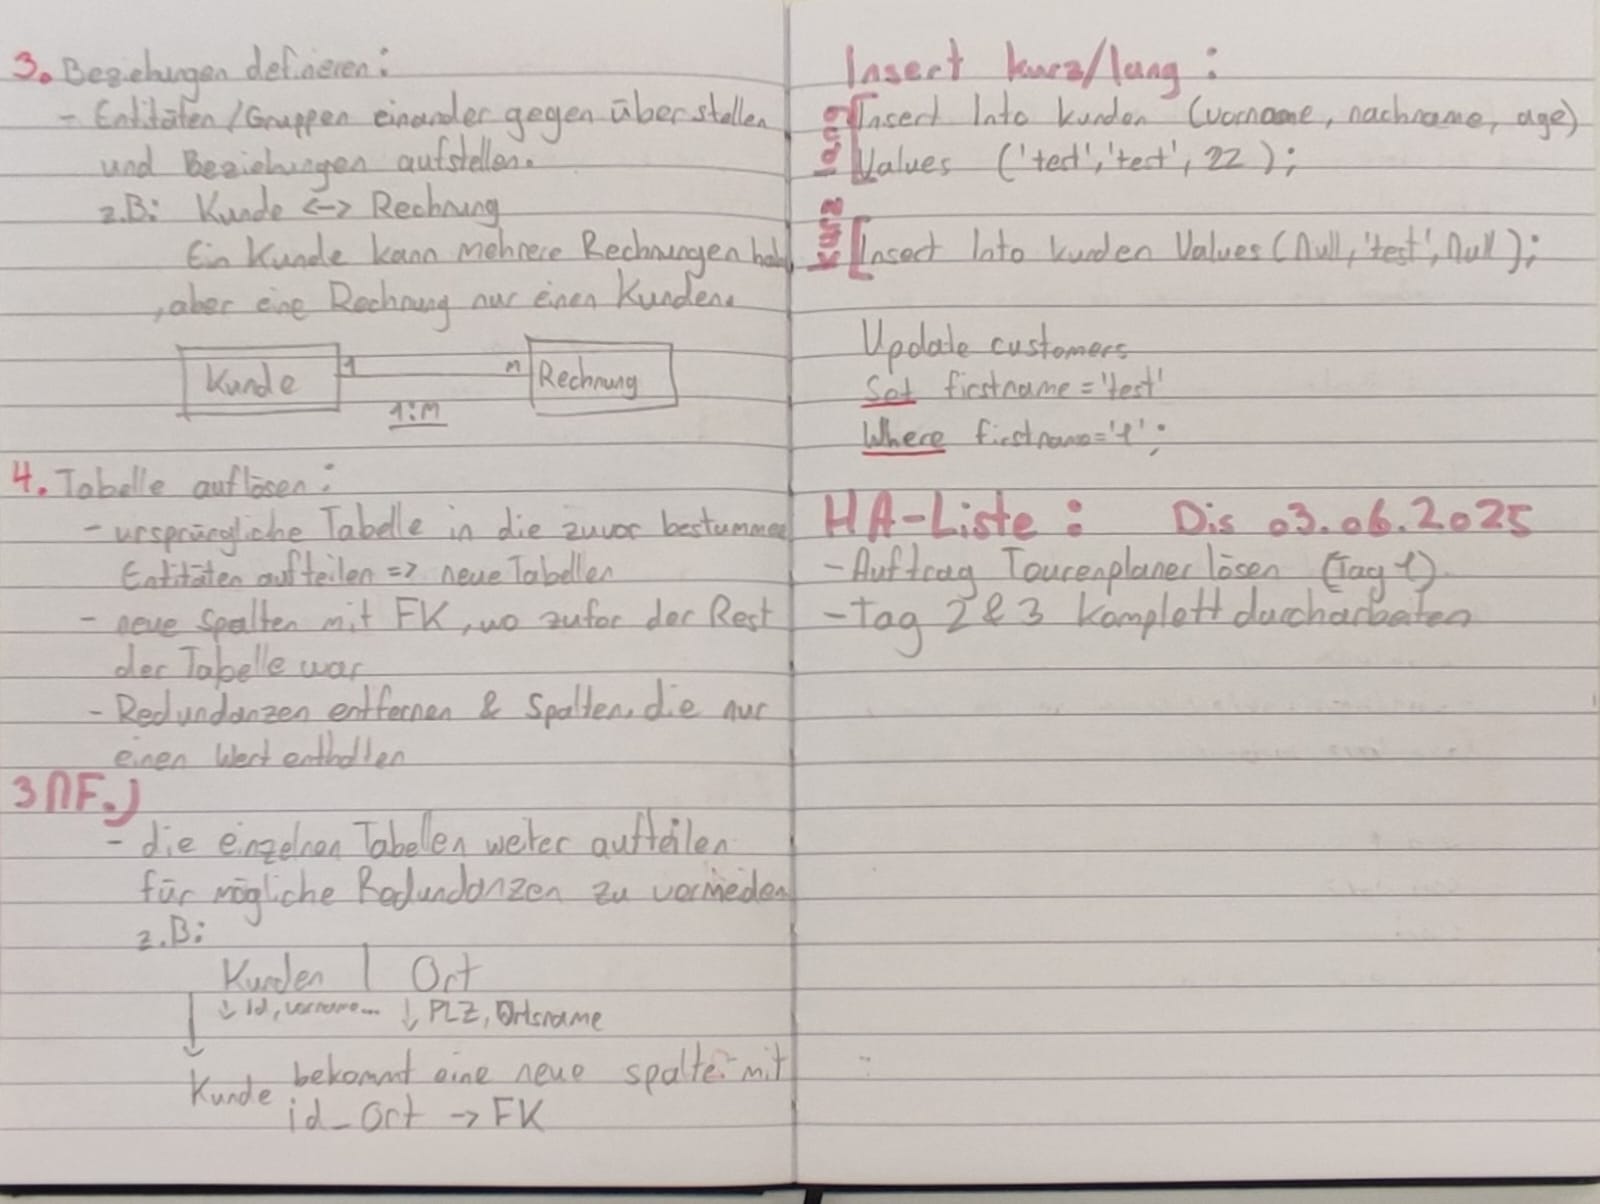 3. Beziehungen definieren:
- Entitäten/Gruppen einander gegen über stellen
und Beziehungen aufstellen.
z.B: Kunde <-> Rechnung
Ein Kunde kann mehrere Rechnungen hab
, aber eine Rechnung nur einen Kunden.
Kunde 1 m Rechnung
1:m
4. Tabelle auflösen:
- ursprüngliche Tabelle in die zuvor
Entitäten aufteilen => neue Tabellen
- neue Spalten mit FK, wo zufor der Rest
der Tabelle war
- Redundanzen entfernen & Spalten, die nur
einen Wert enthalten
3NF.)
- die einzelnen Tabellen weiter aufteilen
für mögliche Redundanzen zu vermieden
z.B:
Kunden | Ort
↓ Id, vorname... ↓ PLZ, Ortsname
Kunde bekommt eine neue spalte mit
id_Ort -> FK
Insert kurz/lang:
lang
Insert Into kunden (vorname, nachname, age)
Values ('test','test', 22);
kurz
Insert Into kunden Values (Null,'test',Null);
Update customers
Set firstname='test'
Where firstname='t';
HA-Liste: Dis 03.06.2025
- Auftrag Tourenplaner lösen (Tag 1)
- Tag 2 & 3 komplett durcharbeiten